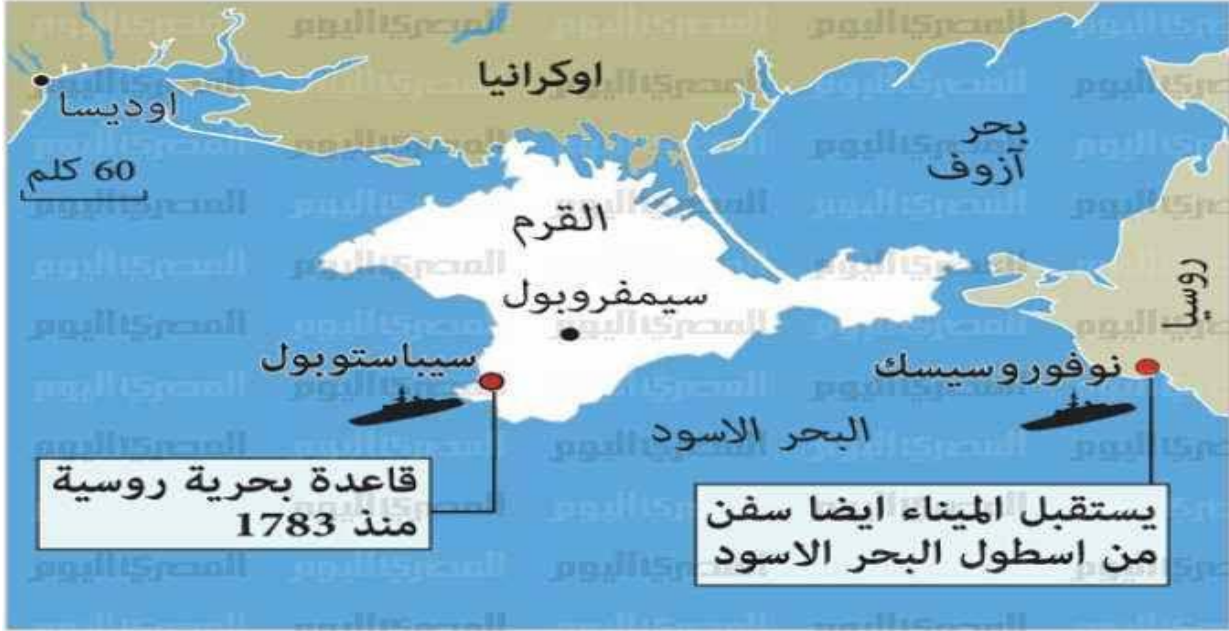 اوكرانيا
اوديسا
60 كلم
بحر
آزوف
القرم
سيمفروبول
روسيا
سيباستوبول
نوفوروسيسك
البحر الاسود
قاعدة بحرية روسية
منذ 1783
يستقبل الميناء ايضا سفن
من اسطول البحر الاسود
المصري اليوم